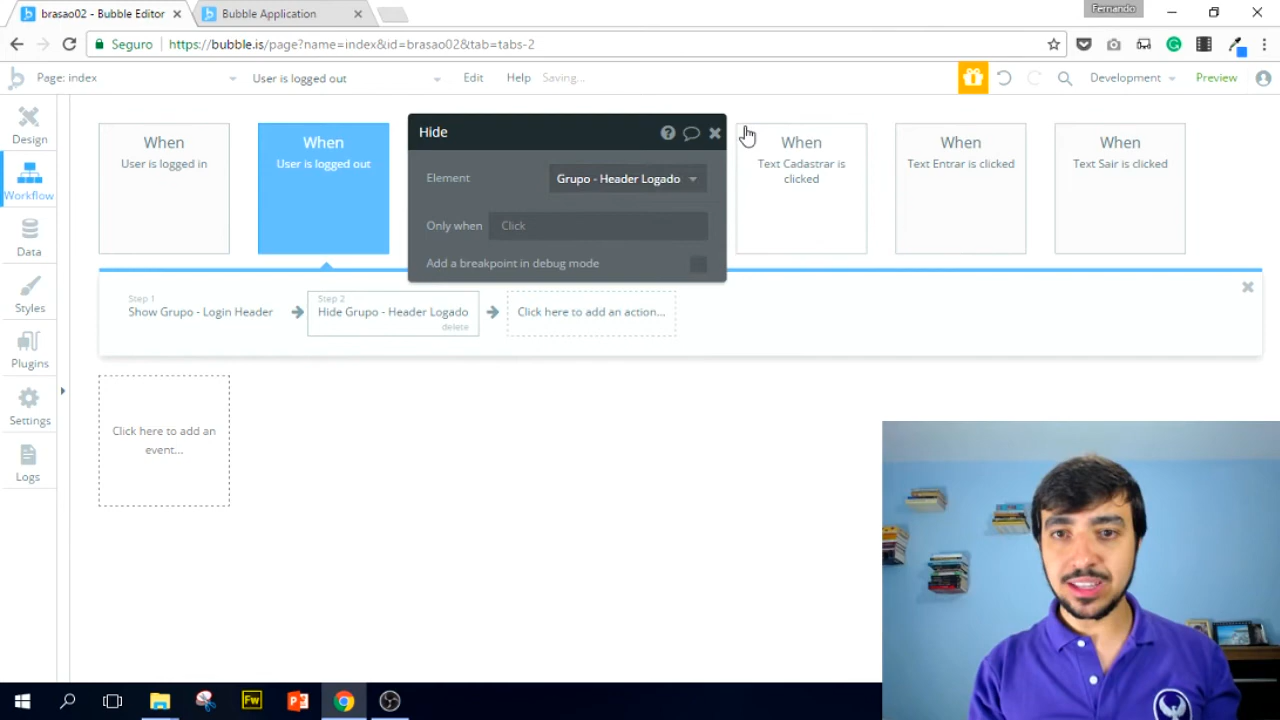 brasao02 - Bubble Editor
Bubble Application
Fernando
Seguro
https://bubble.is/page?name=index&id=brasao02&tab=tabs-2
Page: index
User is logged out
Edit
Help
Saving...
Development
Preview
Design
Workflow
Data
Styles
Plugins
Settings
Logs
When
User is logged in
When
User is logged out
Hide
Element
Grupo - Header Logado
Only when
Click
Add a breakpoint in debug mode
When
Text Cadastrar is
clicked
When
Text Entrar is clicked
When
Text Sair is clicked
Step 1
Show Grupo - Login Header
Step 2
Hide Grupo - Header Logado
delete
Click here to add an action...
Click here to add an
event...
Fw